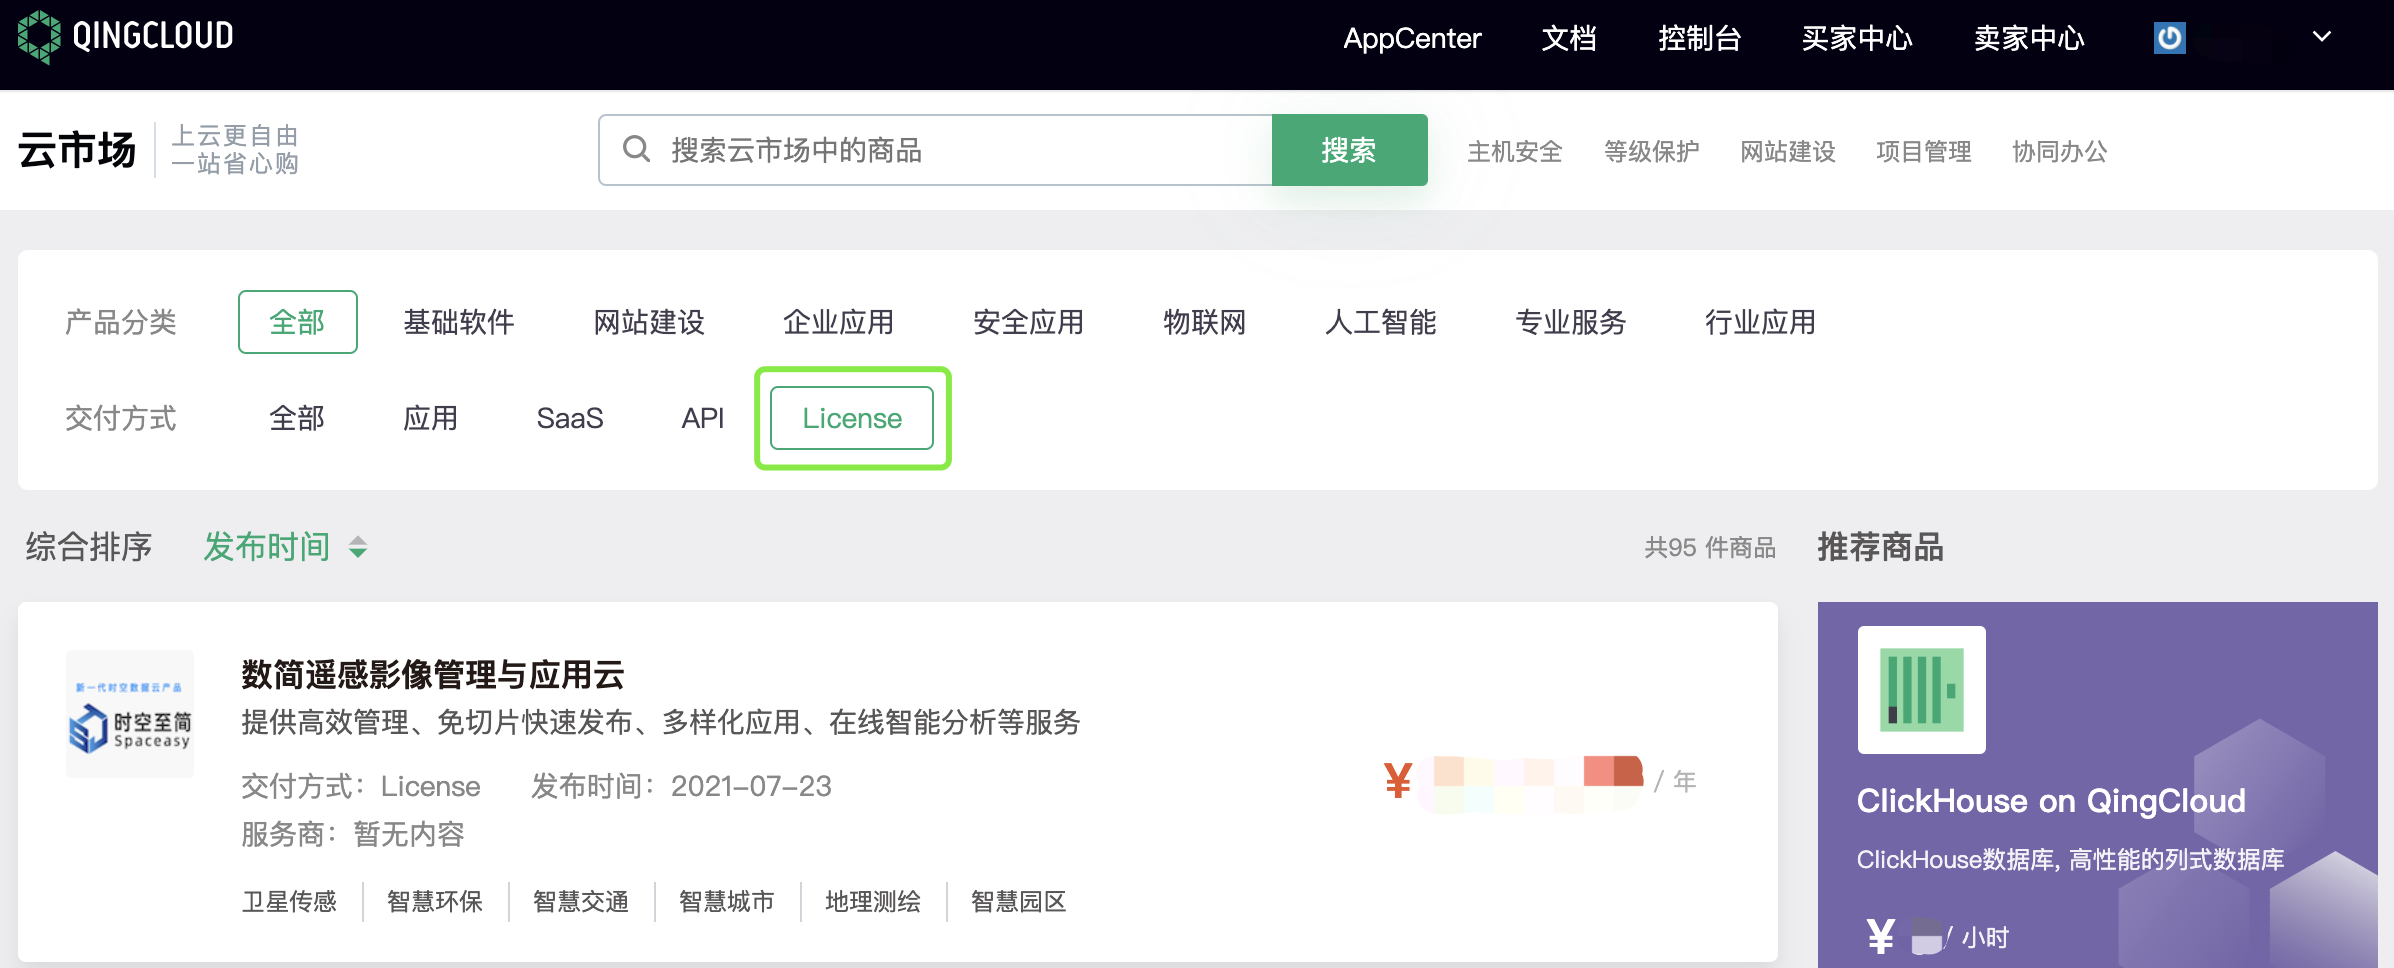 QINGCLOUD
AppCenter 文档 控制台 买家中心 卖家中心
云市场 上云更自由
一站省心购
搜索云市场中的商品 搜索 主机安全 等级保护 网站建设 项目管理 协同办公
产品分类 全部 基础软件 网站建设 企业应用 安全应用 物联网 人工智能 专业服务 行业应用
交付方式 全部 应用 SaaS API License
综合排序 发布时间 共95 件商品 推荐商品
新一代时空数据云产品
时空至简
Spaceasy
数简遥感影像管理与应用云
提供高效管理、免切片快速发布、多样化应用、在线智能分析等服务
交付方式：License 发布时间：2021-07-23
服务商：暂无内容
¥ / 年
卫星传感 智慧环保 智慧交通 智慧城市 地理测绘 智慧园区
ClickHouse on QingCloud
ClickHouse数据库, 高性能的列式数据库
¥ / 小时